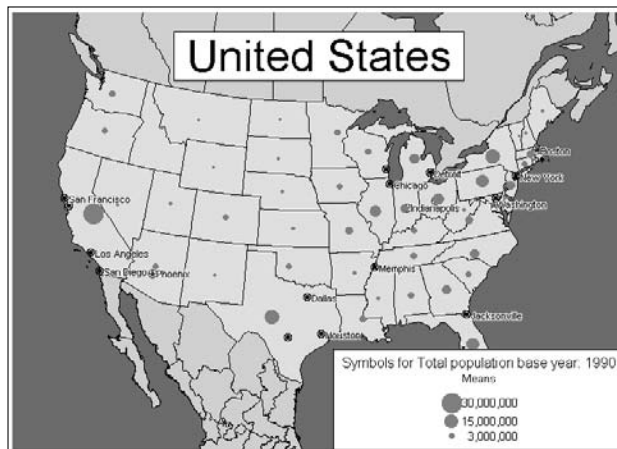 United States
Boston
Detroit
New York
Chicago
San Francisco
Indianapolis
Washington
Los Angeles
Memphis
San Diego
Phoenix
Dallas
Jacksonville
Houston
Symbols for Total population base year: 1990
Means
30,000,000
15,000,000
3,000,000